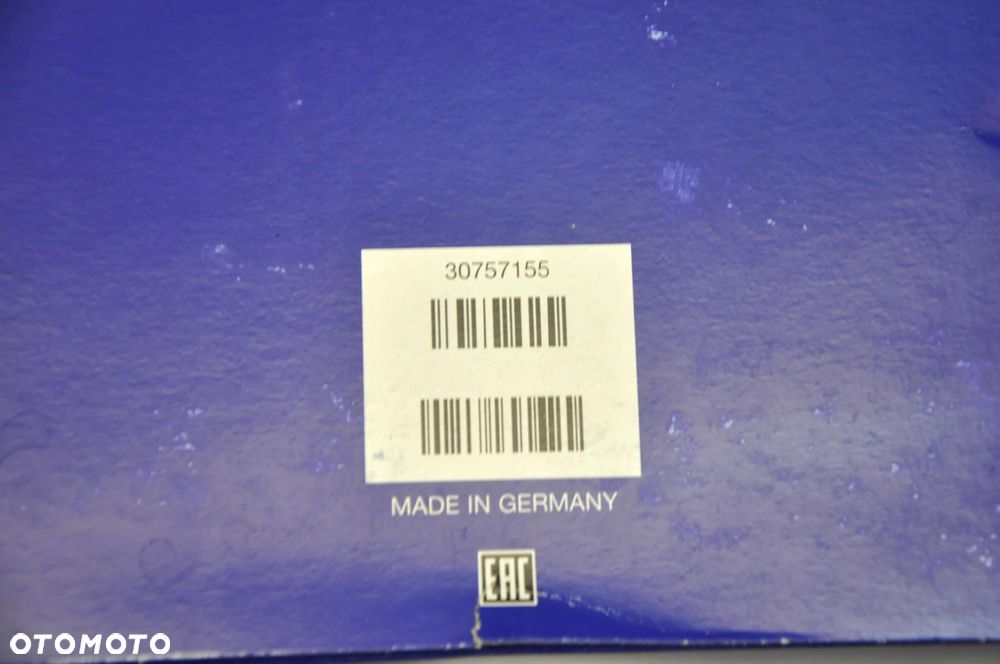 30757155
MADE IN GERMANY
EAC
OTOMOTO